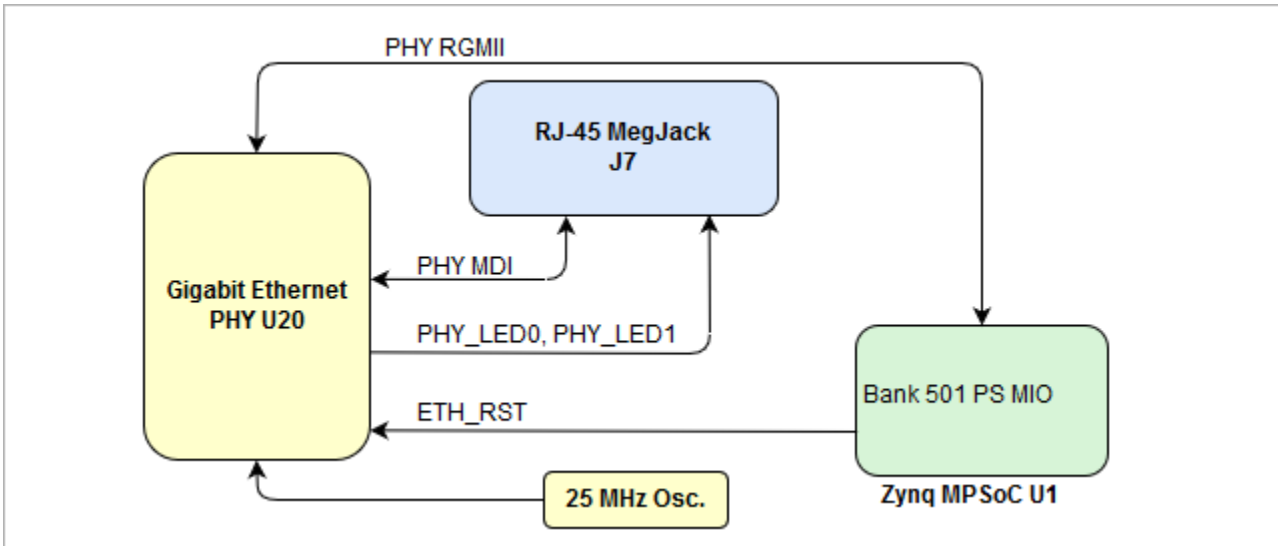 PHY RGMII
RJ-45 MegJack
J7
PHY MDI
Gigabit Ethernet
PHY U20
PHY_LED0, PHY_LED1
Bank 501 PS MIO
ETH_RST
25 MHz Osc.
Zynq MPSoC U1